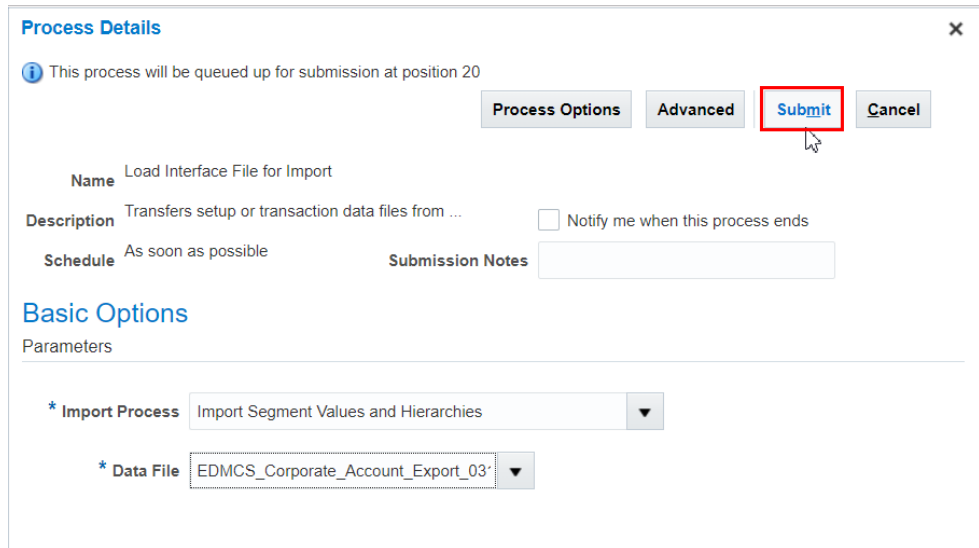 Process Details
This process will be queued up for submission at position 20
Process Options Advanced Submit Cancel
Name Load Interface File for Import
Description Transfers setup or transaction data files from ...
Notify me when this process ends
Schedule As soon as possible
Submission Notes
Basic Options
Parameters
* Import Process Import Segment Values and Hierarchies
* Data File EDMCS_Corporate_Account_Export_03